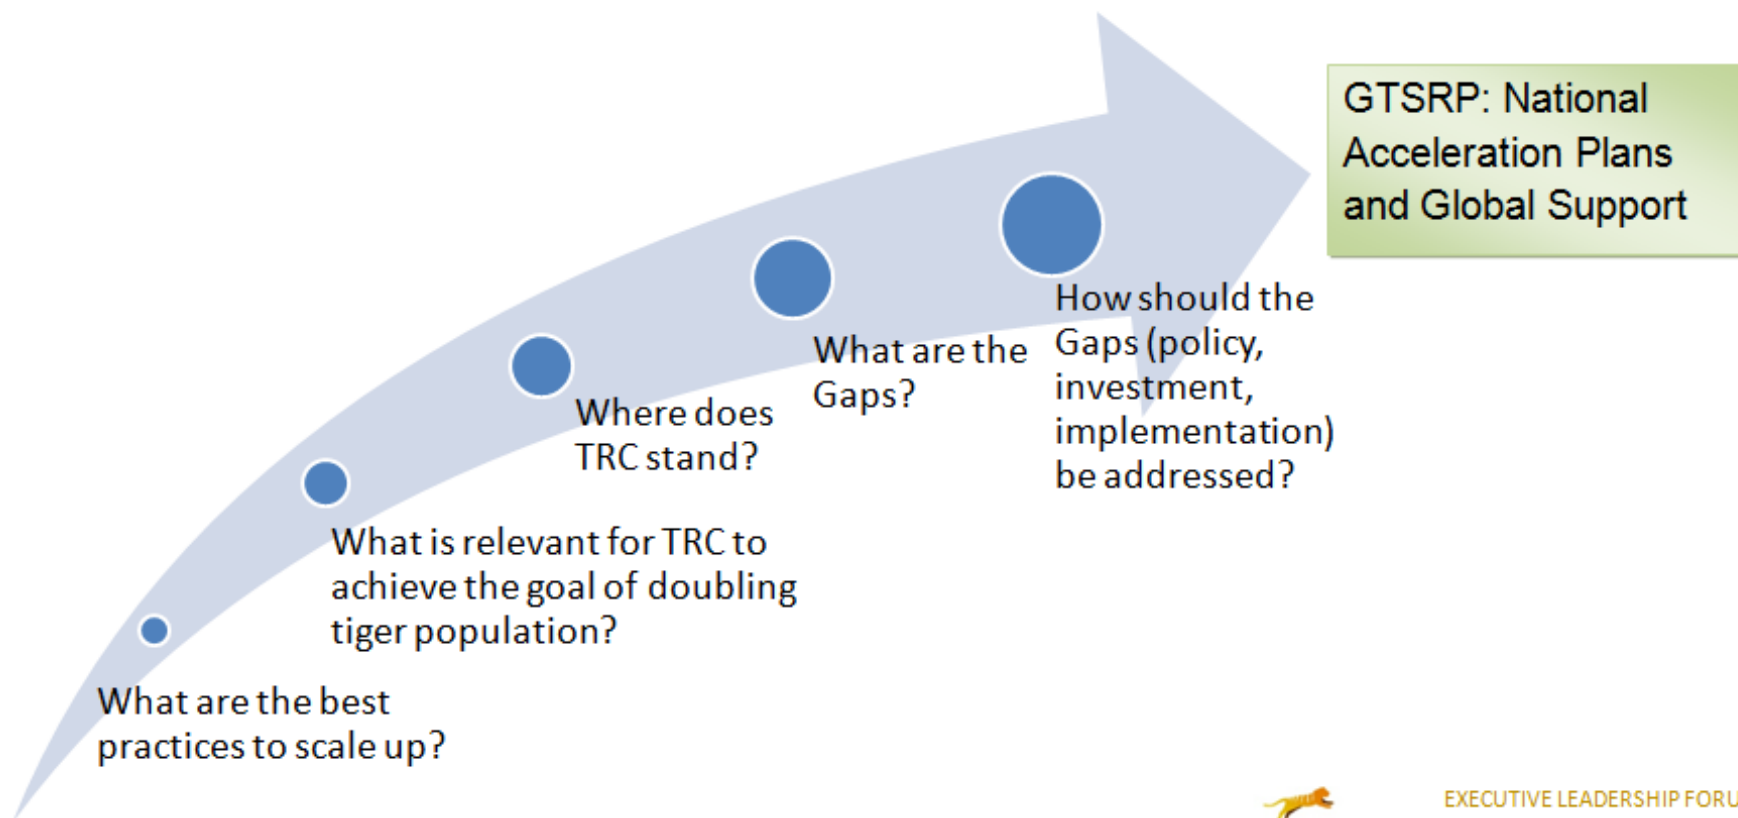 GTSRP: National
Acceleration Plans
and Global Support
How should the
Gaps (policy,
investment,
implementation)
be addressed?
What are the
Gaps?
Where does
TRC stand?
What is relevant for TRC to
achieve the goal of doubling
tiger population?
What are the best
practices to scale up?
EXECUTIVE LEADERSHIP FORU